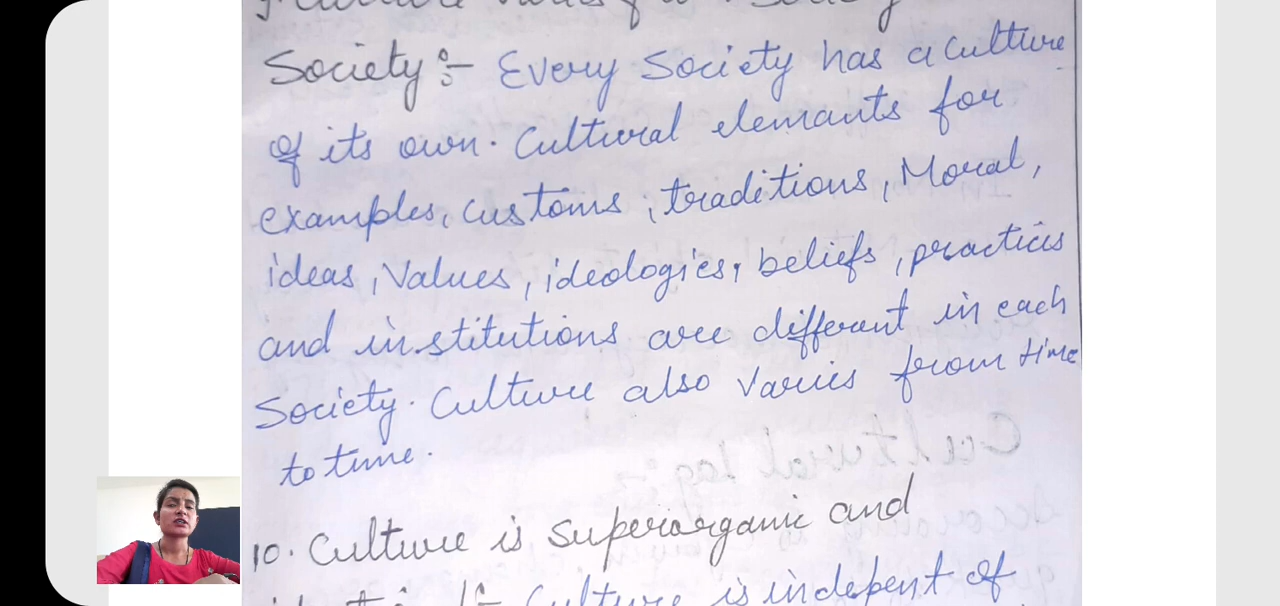 Society :- Every Society has a culture
of its own. Cultural elemants for
examples, customs, traditions, Moral,
ideas, Values, ideologies, beliefs, practices
and institutions are different in each
Society. Culture also varies from time
to time.
10. Culture is Superorganic and
:- Culture is indepent of